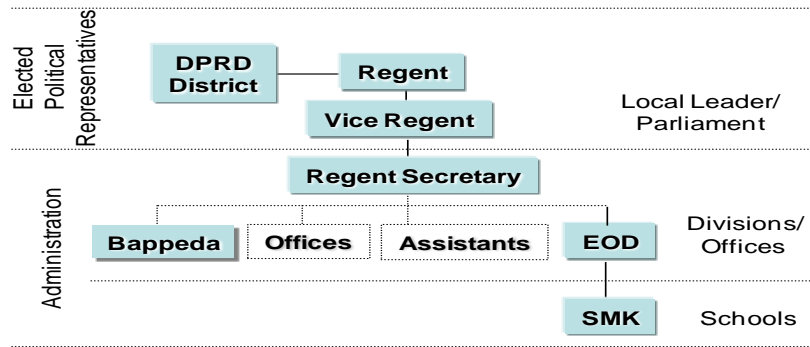 Elected
Political
Representatives
DPRD
District
Regent
Vice Regent
Local Leader/
Parliament
Administration
Regent Secretary
Bappeda
Offices
Assistants
EOD
Divisions/
Offices
SMK
Schools